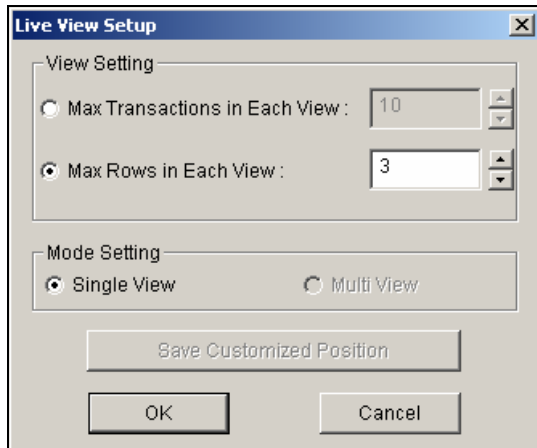 Live View Setup
View Setting
Max Transactions in Each View : 10
Max Rows in Each View : 3
Mode Setting
Single View Multi View
Save Customized Position
OK Cancel